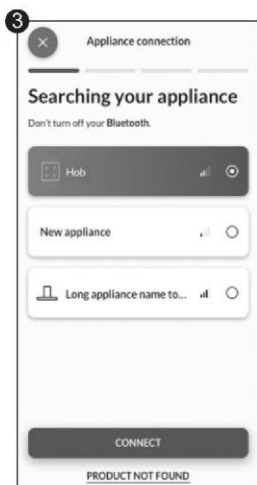 3
Appliance connection
Searching your appliance
Don't turn off your Bluetooth.
Hob
New appliance
Long appliance name to...
CONNECT
PRODUCT NOT FOUND